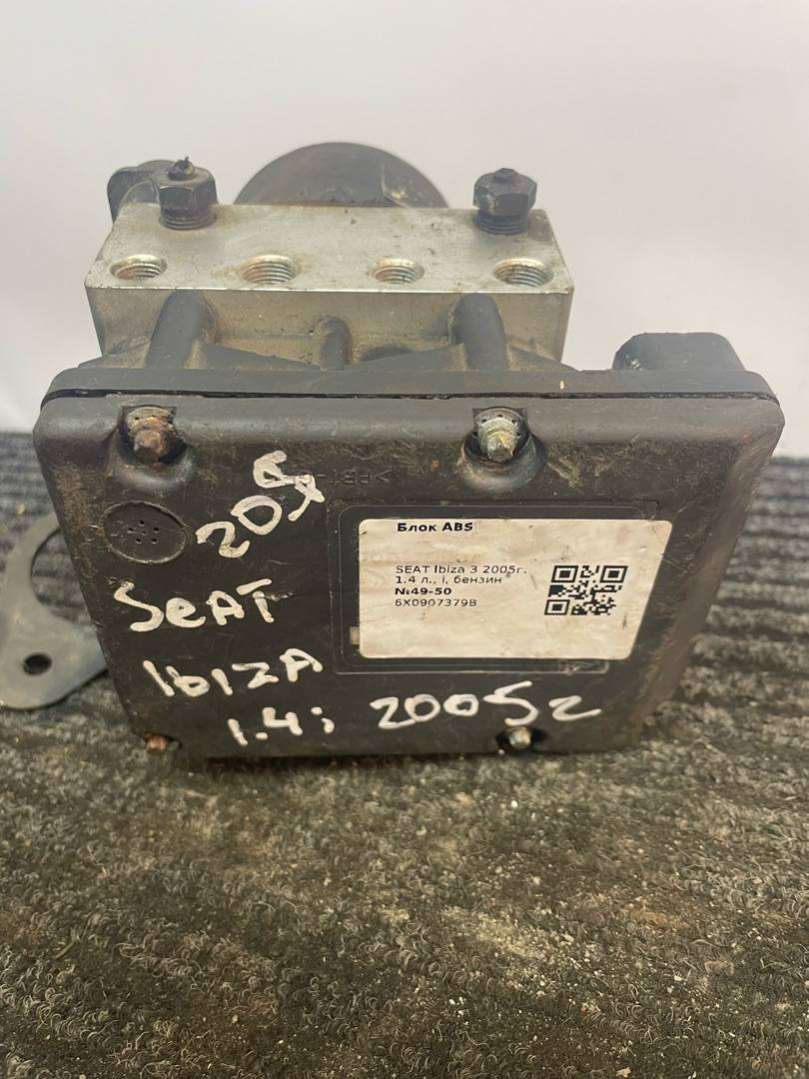 205
Блок ABS
SEAT Ibiza 3 2005г.
1.4 л., i, бензин
№49-50
6X0907379B
SeAT
IbIZA
1.4i 2005г